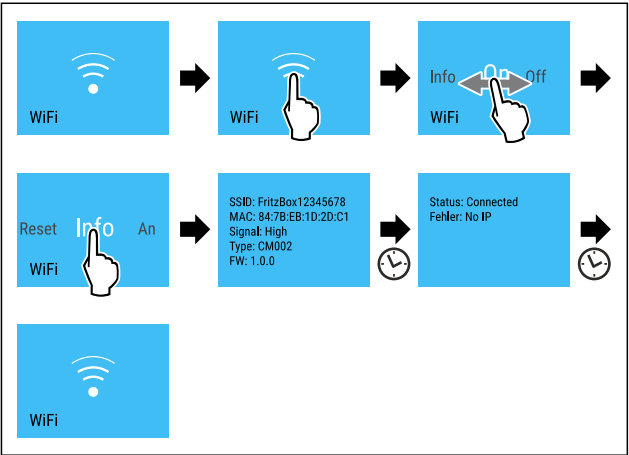 WiFi
WiFi
Info Off
WiFi
Reset Info An
WiFi
SSID: FritzBox12345678
MAC: 84:7B:EB:1D:2D:C1
Signal: High
Type: CM002
FW: 1.0.0
Status: Connected
Fehler: No IP
WiFi